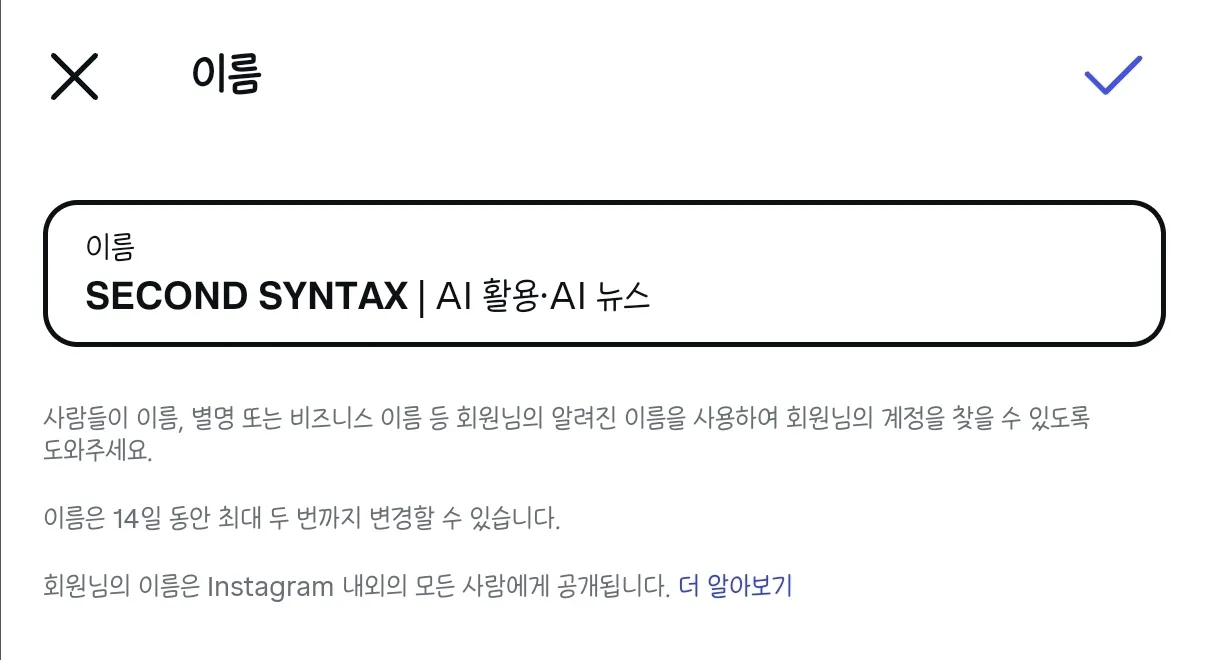 이름
이름
SECOND SYNTAX | AI 활용·AI 뉴스
사람들이 이름, 별명 또는 비즈니스 이름 등 회원님의 알려진 이름을 사용하여 회원님의 계정을 찾을 수 있도록
도와주세요.
이름은 14일 동안 최대 두 번까지 변경할 수 있습니다.
회원님의 이름은 Instagram 내외의 모든 사람에게 공개됩니다. 더 알아보기